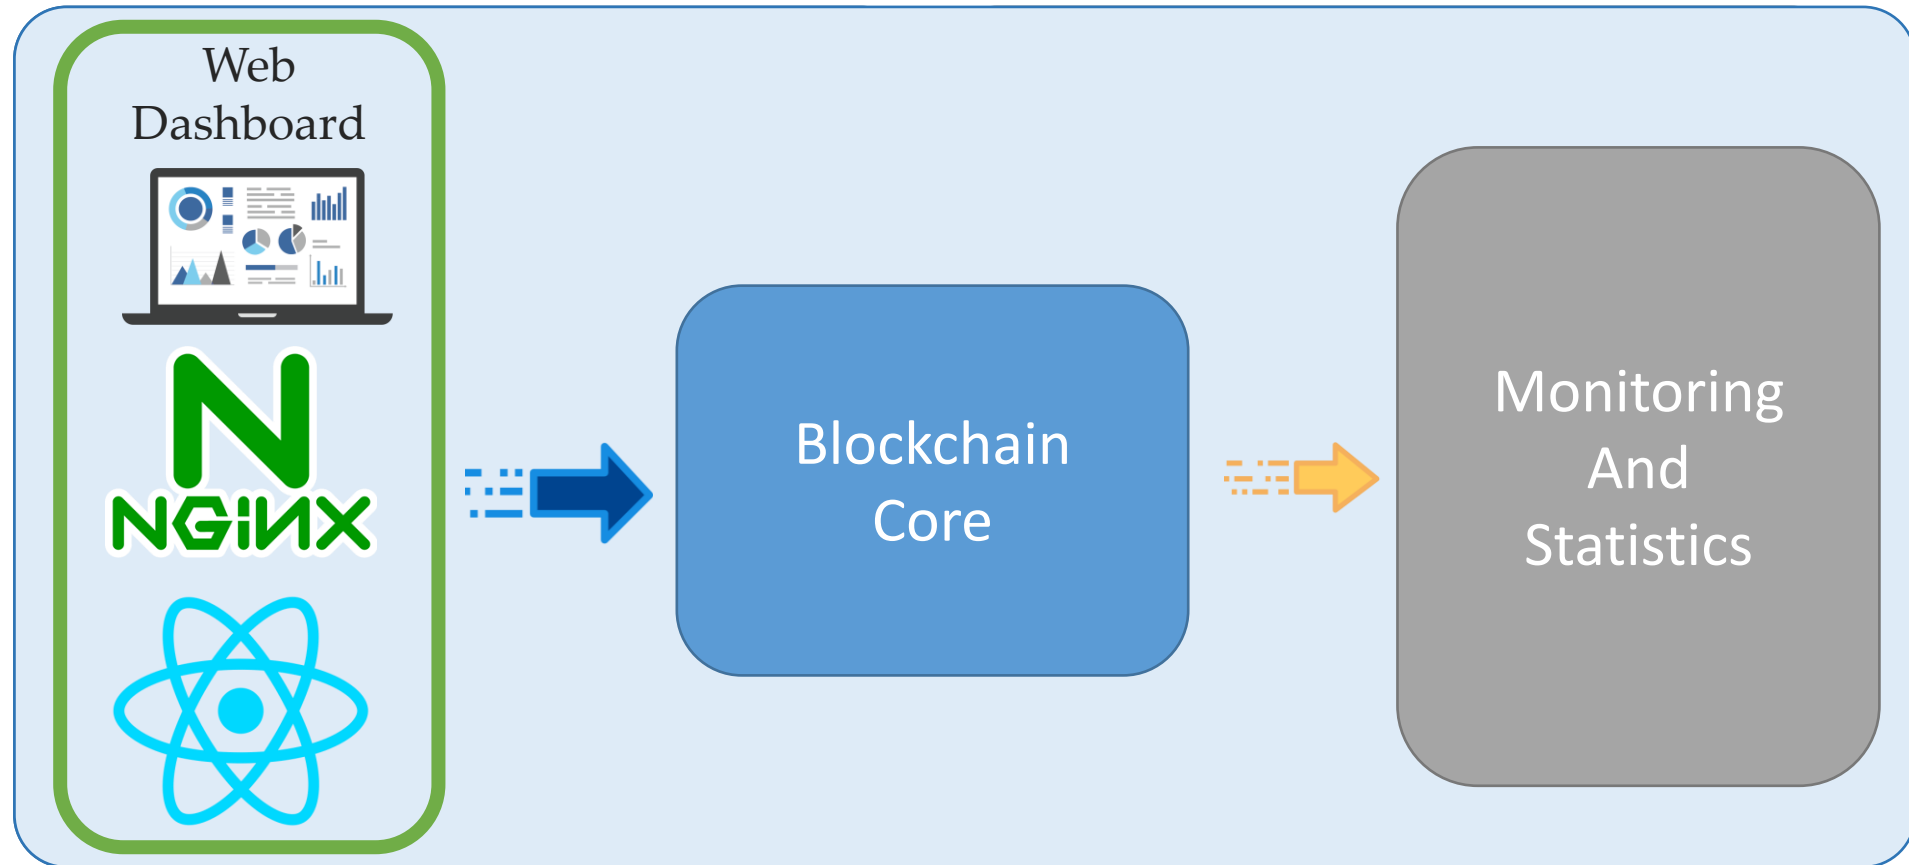 Web
Dashboard
NGiNX
Blockchain
Core
Monitoring
And
Statistics